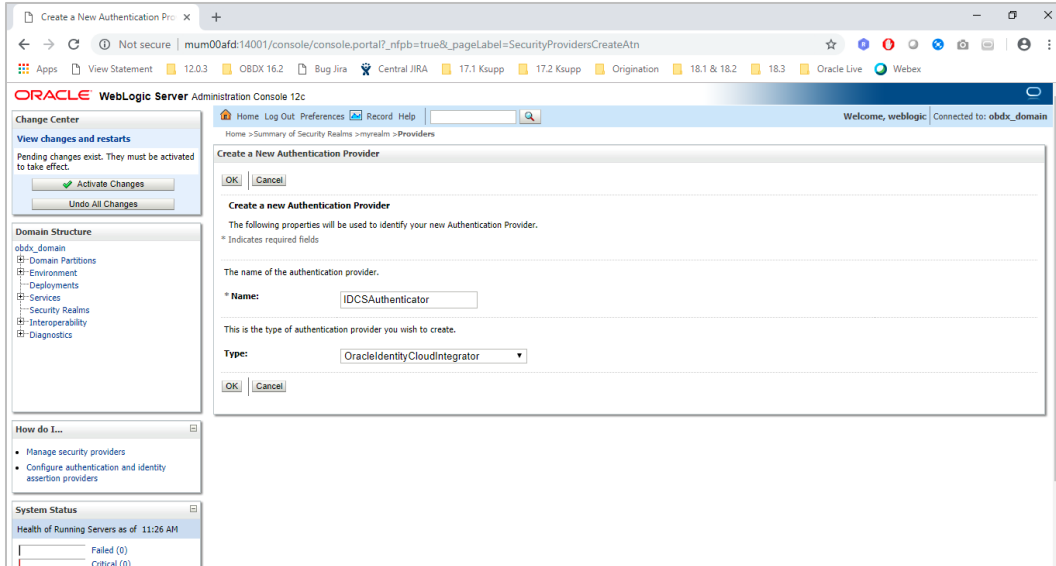 Create a New Authentication Pro
Not secure | mum00afd:14001/console/console.portal?_nfpb=true&_pageLabel=SecurityProvidersCreateAtn
Apps View Statement 12.0.3 OBDX 16.2 Bug Jira Central JIRA 17.1 Ksupp 17.2 Ksupp Origination 18.1 & 18.2 18.3 Oracle Live Webex
ORACLE WebLogic Server Administration Console 12c
Change Center
View changes and restarts
Pending changes exist. They must be activated
to take effect.
Activate Changes
Undo All Changes
Domain Structure
obdx_domain
Domain Partitions
Environment
Deployments
Services
Security Realms
Interoperability
Diagnostics
How do I...
Manage security providers
Configure authentication and identity
assertion providers
System Status
Health of Running Servers as of 11:26 AM
Failed (0)
Critical (0)
Home Log Out Preferences Record Help
Welcome, weblogic Connected to: obdx_domain
Home >Summary of Security Realms >myrealm >Providers
Create a New Authentication Provider
OK Cancel
Create a new Authentication Provider
The following properties will be used to identify your new Authentication Provider.
* Indicates required fields
The name of the authentication provider.
* Name: IDCSAuthenticator
This is the type of authentication provider you wish to create.
Type: OracleIdentityCloudIntegrator
OK Cancel